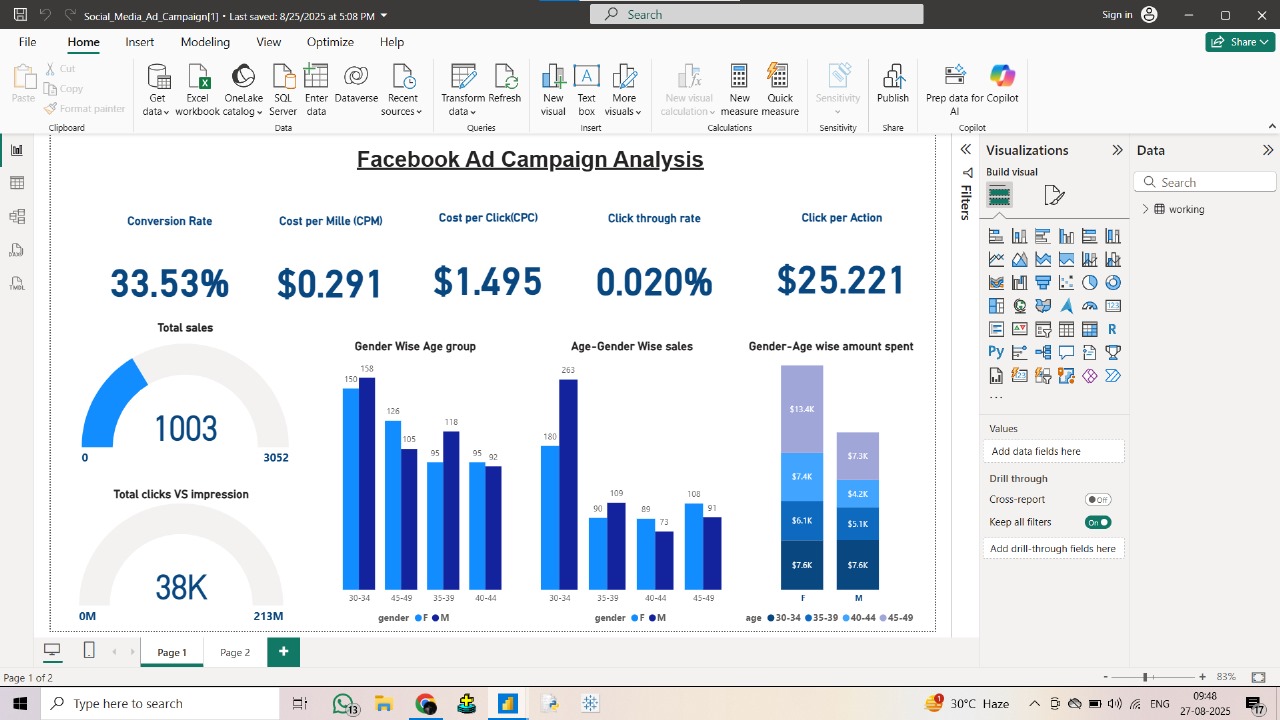 Social_Media_Ad_Campaign[1] • Last saved: 8/25/2025 at 5:08 PM
Search
Sign in
File Home Insert Modeling View Optimize Help
Share
Paste
Cut
Copy
Format painter
Clipboard
Get data
Excel workbook
OneLake catalog
SQL Server
Enter data
Dataverse
Recent sources
Data
Transform data
Refresh
Queries
New visual
Text box
More visuals
Insert
New visual calculation
New measure
Quick measure
Calculations
Sensitivity
Sensitivity
Publish
Share
Prep data for AI
Copilot
Copilot
Facebook Ad Campaign Analysis
Conversion Rate
33.53%
Cost per Mille (CPM)
$0.291
Cost per Click(CPC)
$1.495
Click through rate
0.020%
Click per Action
$25.221
Total sales
1003
0 3052
Total clicks VS impression
38K
0M 213M
Gender Wise Age group
150 158 126 105 95 118 95 92
30-34 45-49 35-39 40-44
gender F M
Age-Gender Wise sales
180 263 90 109 89 73 108 91
30-34 35-39 40-44 45-49
gender F M
Gender-Age wise amount spent
$13.4K
$7.4K
$6.1K
$7.6K
$7.3K
$4.2K
$5.1K
$7.6K
F M
age 30-34 35-39 40-44 45-49
Filters
Visualizations
Build visual
123
R
Py
...
Values
Add data fields here
Drill through
Cross-report
Off
Keep all filters
On
Add drill-through fields here
Data
Search
working
Page 1
Page 2
+
Page 1 of 2
- + 83%
Type here to search
13
1
30°C Haze
ENG
09:48
27-08-2025
17